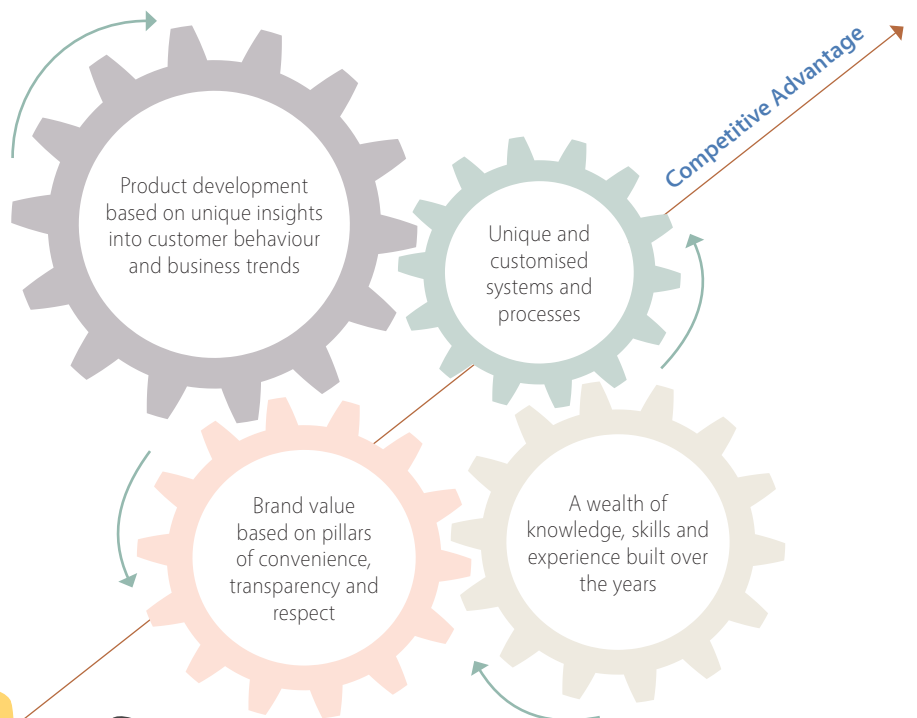 Competitive Advantage
Product development
based on unique insights
into customer behaviour
and business trends
Unique and
customised
systems and
processes
Brand value
based on pillars
of convenience,
transparency and
respect
A wealth of
knowledge, skills and
experience built over
the years